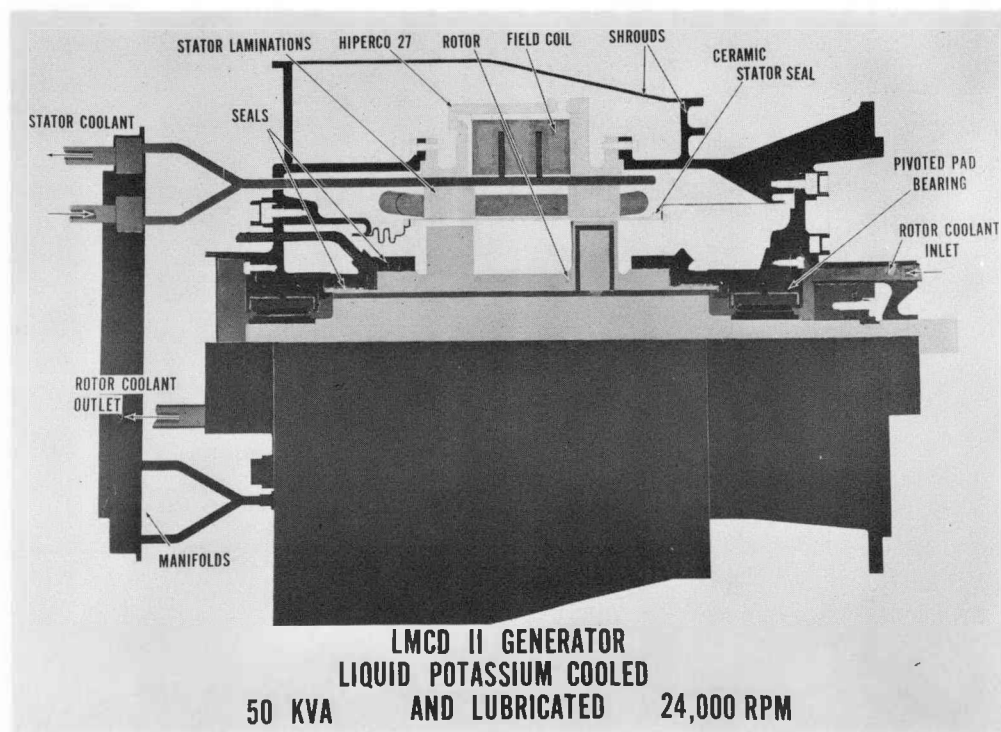 STATOR LAMINATIONS
HIPERCO 27
ROTOR
FIELD COIL
SHROUDS
CERAMIC
STATOR SEAL
STATOR COOLANT
SEALS
PIVOTED PAD
BEARING
ROTOR COOLANT
INLET
ROTOR COOLANT
OUTLET
MANIFOLDS
LMCD II GENERATOR
LIQUID POTASSIUM COOLED
50 KVA AND LUBRICATED 24,000 RPM